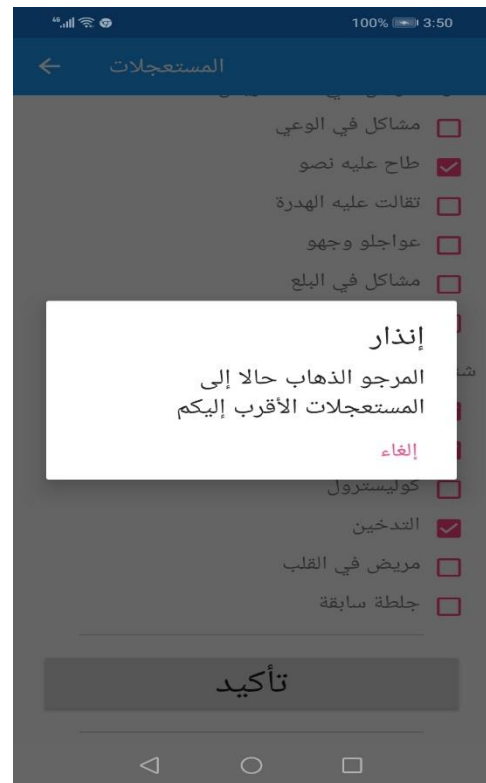 100% 3:50
المستعجلات
مشاكل في الوعي
طاح عليه نصو
تقالت عليه الهدرة
عواجلو وجهو
مشاكل في البلع
إنذار
المرجو الذهاب حالا إلى
المستعجلات الأقرب إليكم
إلغاء
كوليسترول
التدخين
مريض في القلب
جلطة سابقة
تأكيد